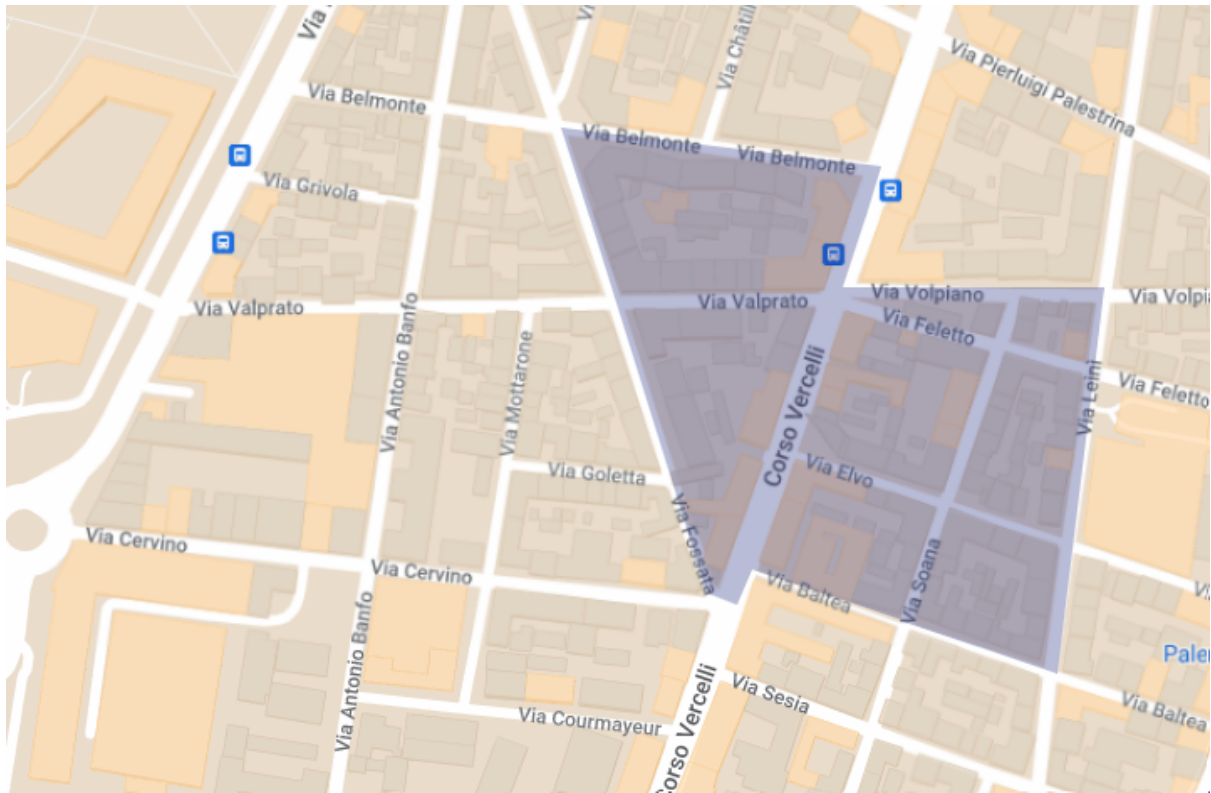 Via
Via Châtill
Via Pierluigi Palestrina
Via Belmonte
Via Belmonte
Via Belmonte
Via Grivola
Via Valprato
Via Valprato
Via Volpiano
Via Volpia
Via Feletto
Via Feletto
Via Antonio Banfo
Via Mottarone
Corso Vercelli
Via Leinì
Via Goletta
Via Elvo
Via Fossata
Via Cervino
Via Cervino
Via Baltea
Via Soana
Via Antonio Banfo
Paler
Via Sesia
Via Baltea
Via Courmayeur
Corso Vercelli